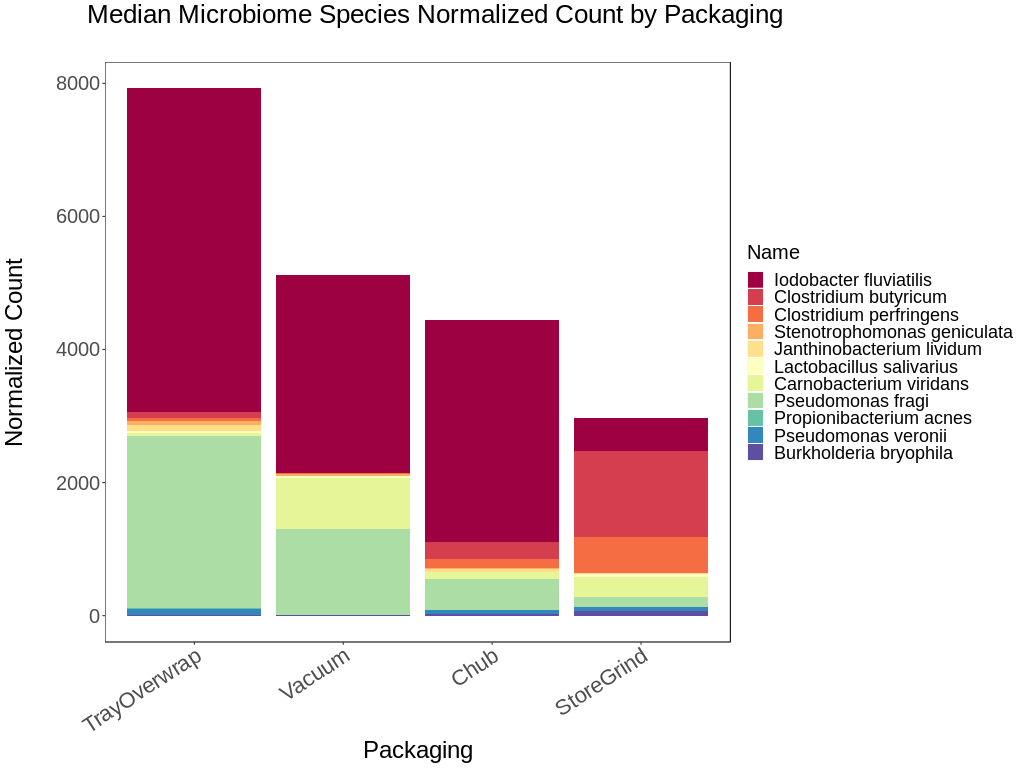 Median Microbiome Species Normalized Count by Packaging
8000
6000
4000
2000
0
Normalized Count
TrayOverwrap
Vacuum
Chub
StoreGrind
Packaging
Name
Iodobacter fluviatilis
Clostridium butyricum
Clostridium perfringens
Stenotrophomonas geniculata
Janthinobacterium lividum
Lactobacillus salivarius
Carnobacterium viridans
Pseudomonas fragi
Propionibacterium acnes
Pseudomonas veronii
Burkholderia bryophila